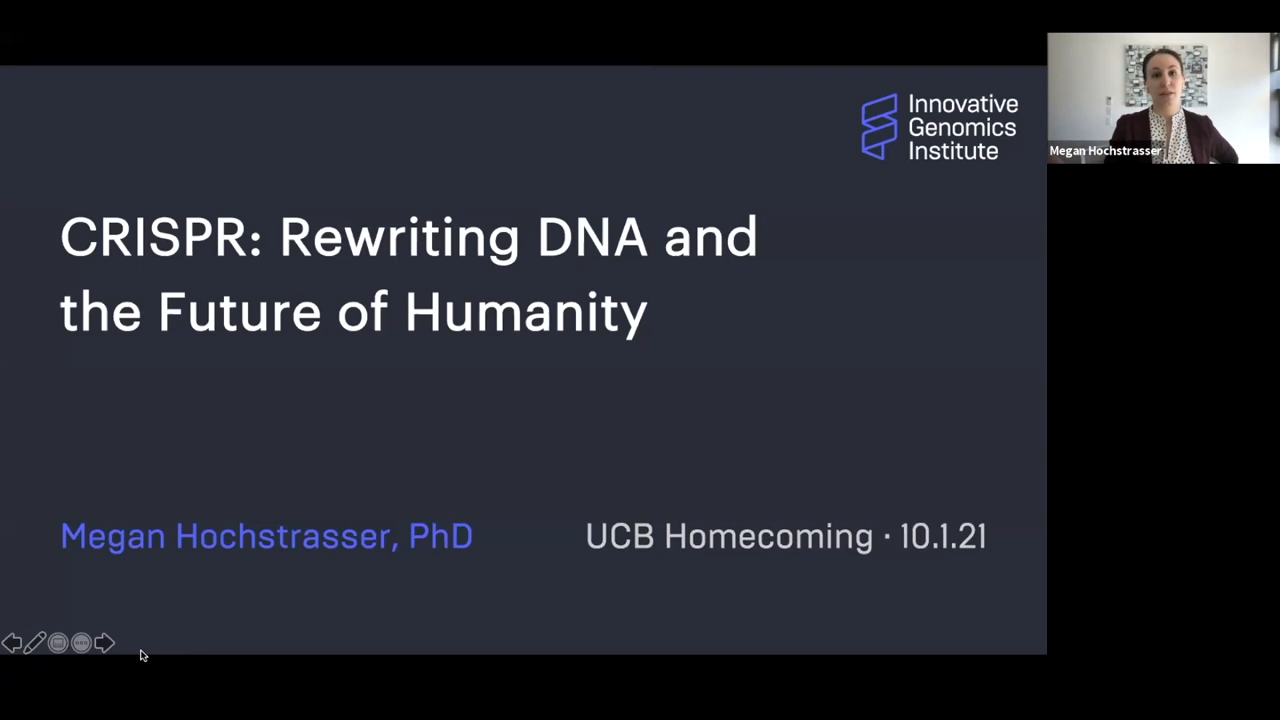 Innovative
Genomics
Institute
Megan Hochstrasser
CRISPR: Rewriting DNA and
the Future of Humanity
Megan Hochstrasser, PhD
UCB Homecoming · 10.1.21